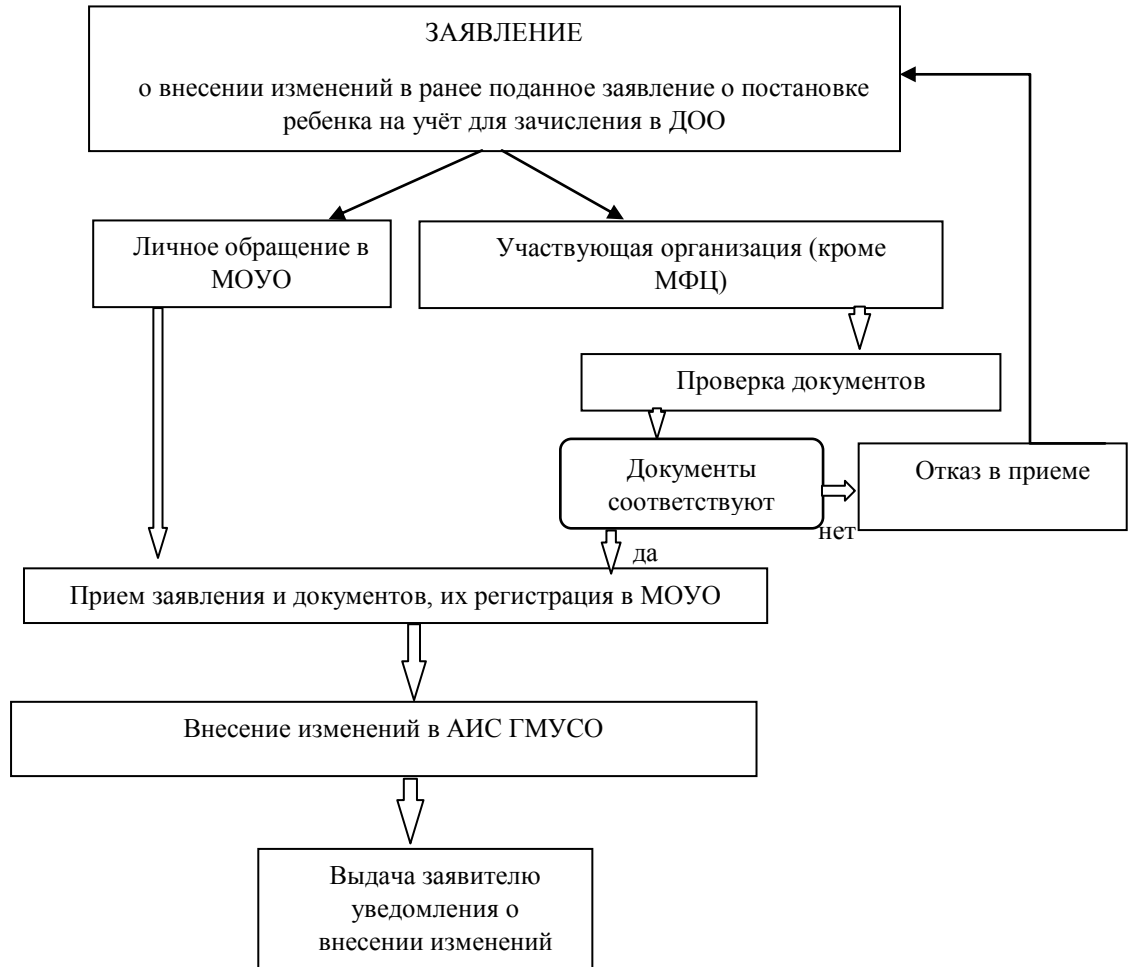 ЗАЯВЛЕНИЕ
о внесении изменений в ранее поданное заявление о постановке
ребенка на учёт для зачисления в ДОО
Личное обращение в
МОУО
Участвующая организация (кроме
МФЦ)
Проверка документов
Документы
соответствуют
Отказ в приеме
нет
да
Прием заявления и документов, их регистрация в МОУО
Внесение изменений в АИС ГМУСО
Выдача заявителю
уведомления о
внесении изменений